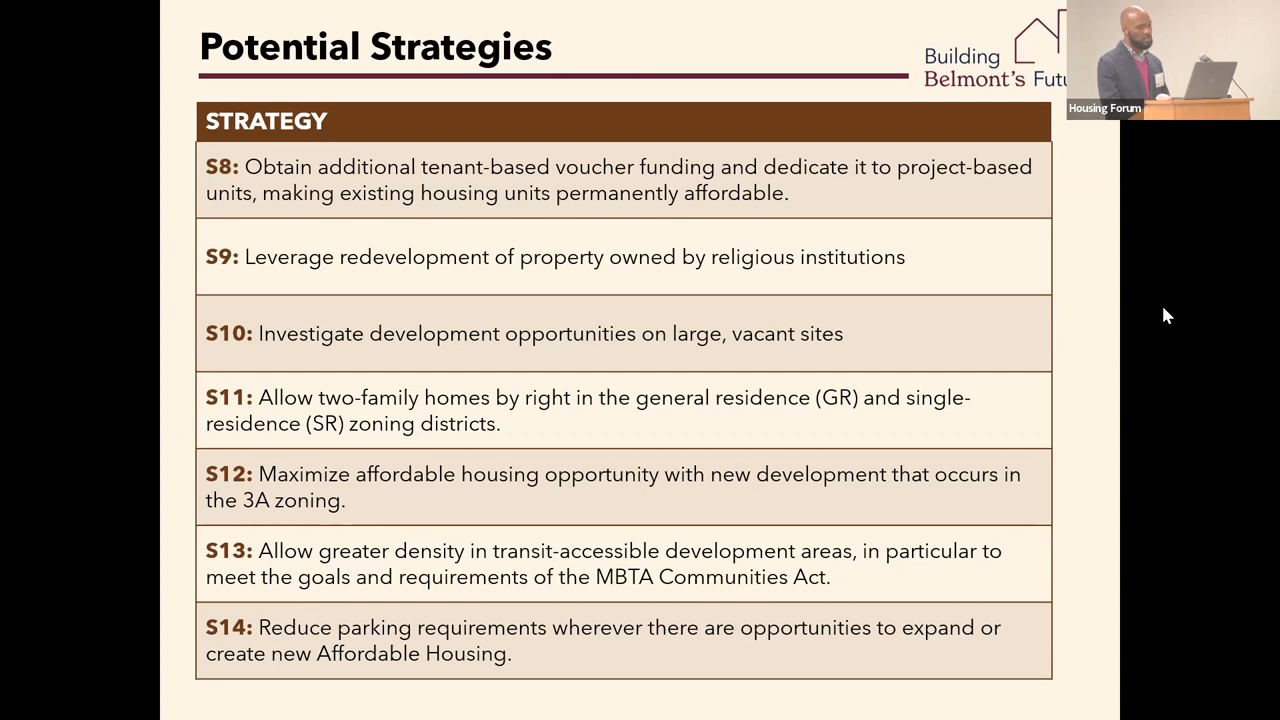 Potential Strategies
Building
Belmont's Futu
Housing Forum
STRATEGY
S8: Obtain additional tenant-based voucher funding and dedicate it to project-based
units, making existing housing units permanently affordable.
S9: Leverage redevelopment of property owned by religious institutions
S10: Investigate development opportunities on large, vacant sites
S11: Allow two-family homes by right in the general residence (GR) and single-
residence (SR) zoning districts.
S12: Maximize affordable housing opportunity with new development that occurs in
the 3A zoning.
S13: Allow greater density in transit-accessible development areas, in particular to
meet the goals and requirements of the MBTA Communities Act.
S14: Reduce parking requirements wherever there are opportunities to expand or
create new Affordable Housing.